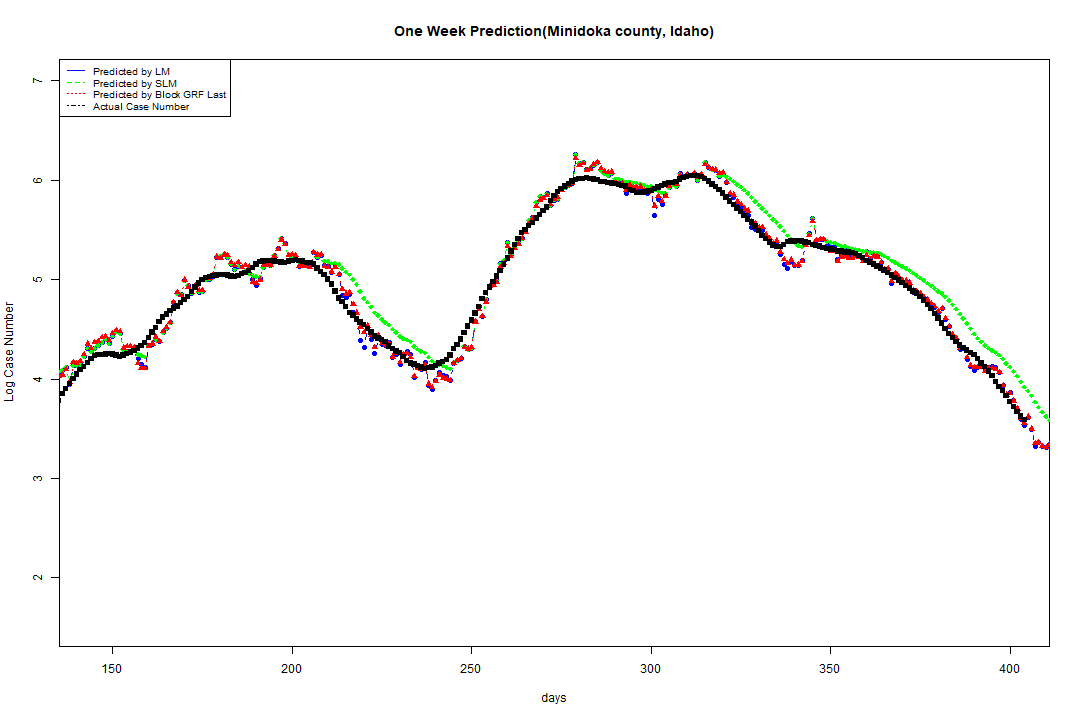 One Week Prediction(Minidoka county, Idaho)
Predicted by LM
Predicted by SLM
Predicted by Block GRF Last
Actual Case Number
7
6
5
4
3
2
Log Case Number
150 200 250 300 350 400
days